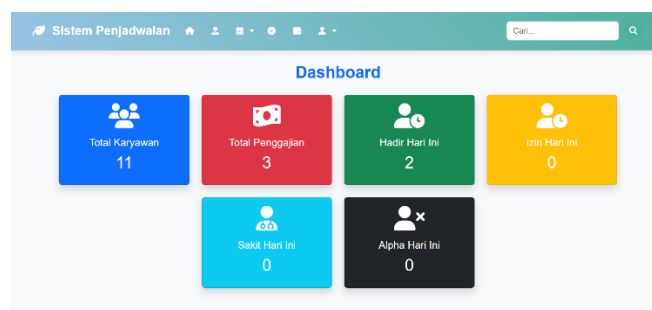 Sistem Penjadwalan
Cari...
Dashboard
Total Karyawan
11
Total Penggajian
3
Hadir Hari Ini
2
Izin Hari Ini
0
Sakit Hari Ini
0
Alpha Hari Ini
0